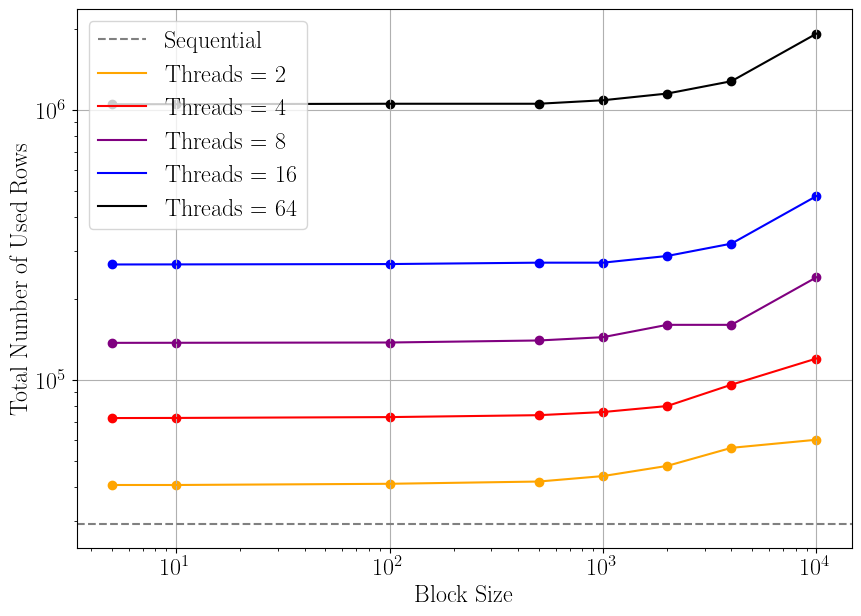 Sequential
Threads = 2
Threads = 4
Threads = 8
Threads = 16
Threads = 64
10^6
10^5
Total Number of Used Rows
10^1 10^2 10^3 10^4
Block Size